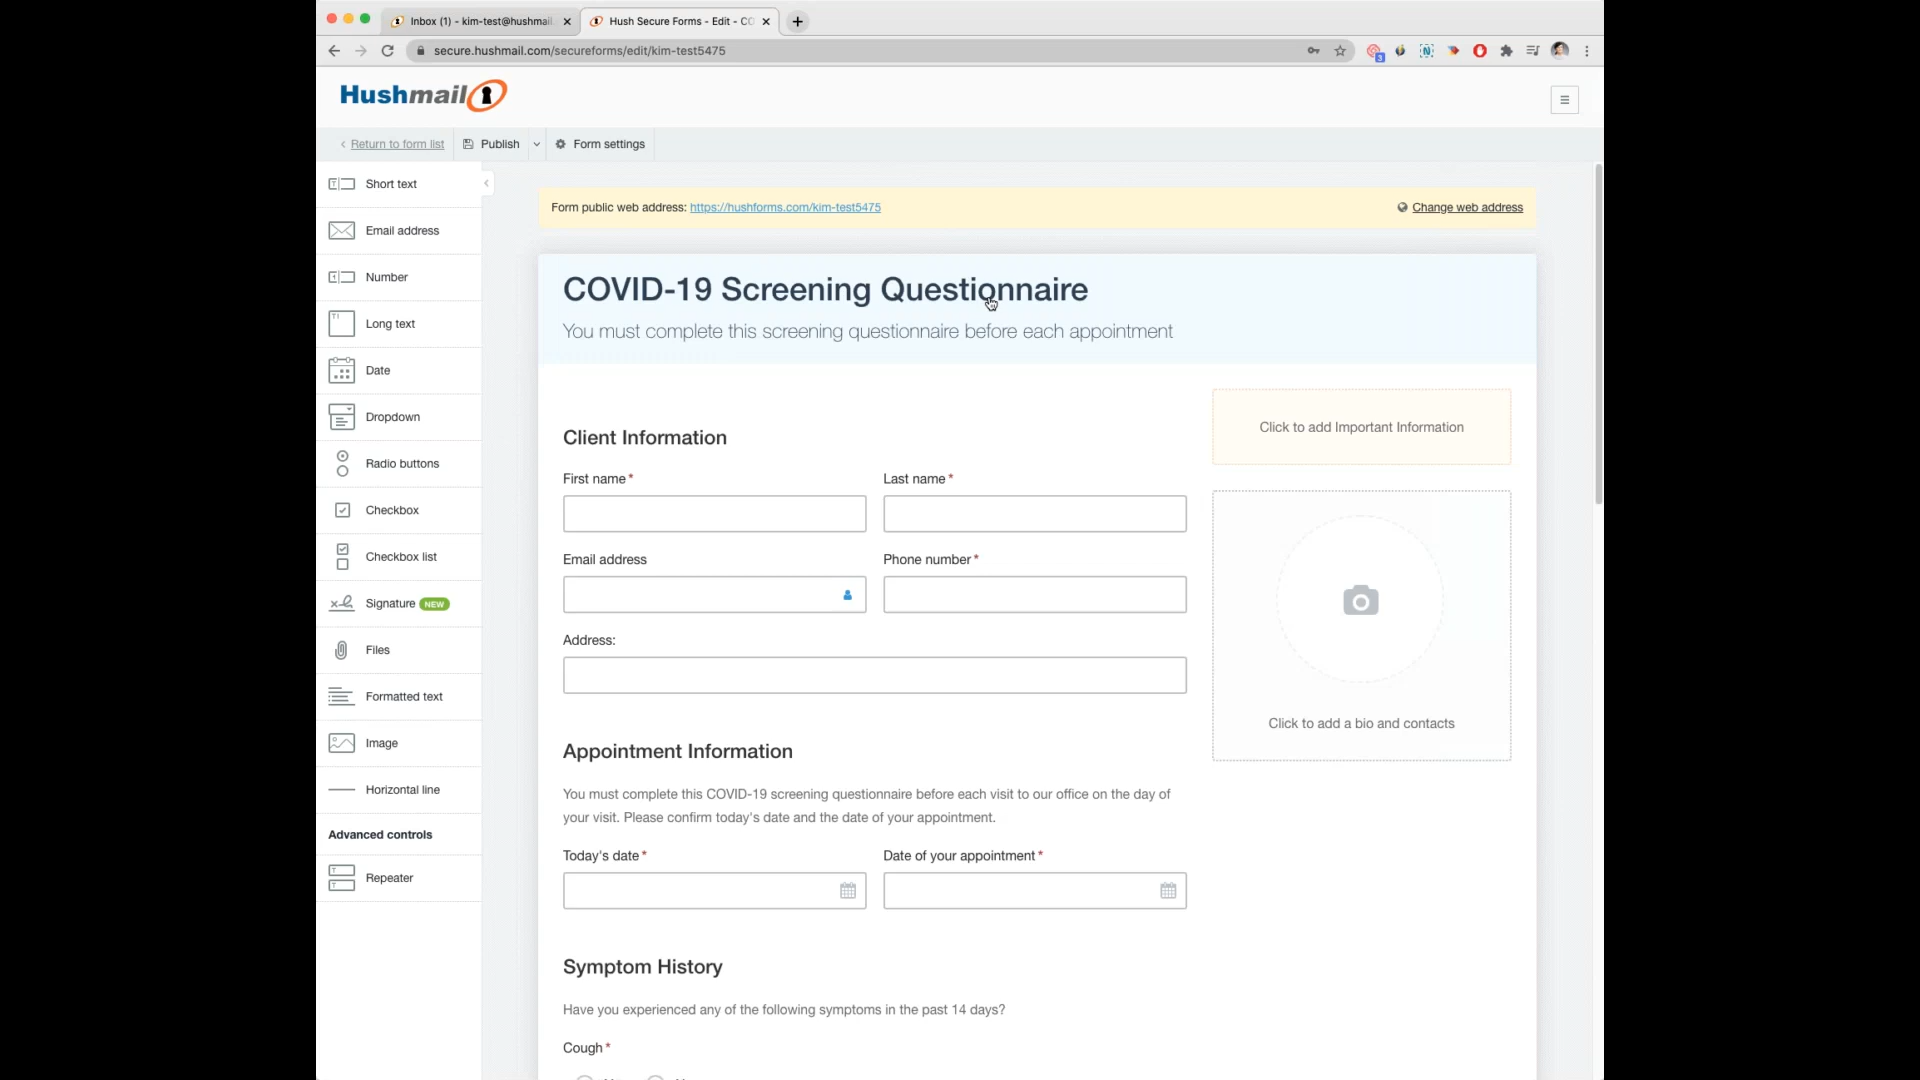 Inbox (1) - kim-test@hushmail.
Hush Secure Forms - Edit - CO
secure.hushmail.com/secureforms/edit/kim-test5475
3
Hushmail
Return to form list
Publish
Form settings
Short text
Email address
Number
Long text
Date
Dropdown
Radio buttons
Checkbox
Checkbox list
Signature NEW
Files
Formatted text
Image
Horizontal line
Advanced controls
Repeater
Form public web address: https://hushforms.com/kim-test5475
Change web address
COVID-19 Screening Questionnaire
You must complete this screening questionnaire before each appointment
Client Information
First name*
Last name*
Email address
Phone number*
Address:
Click to add Important Information
Click to add a bio and contacts
Appointment Information
You must complete this COVID-19 screening questionnaire before each visit to our office on the day of
your visit. Please confirm today's date and the date of your appointment.
Today's date*
Date of your appointment*
Symptom History
Have you experienced any of the following symptoms in the past 14 days?
Cough*